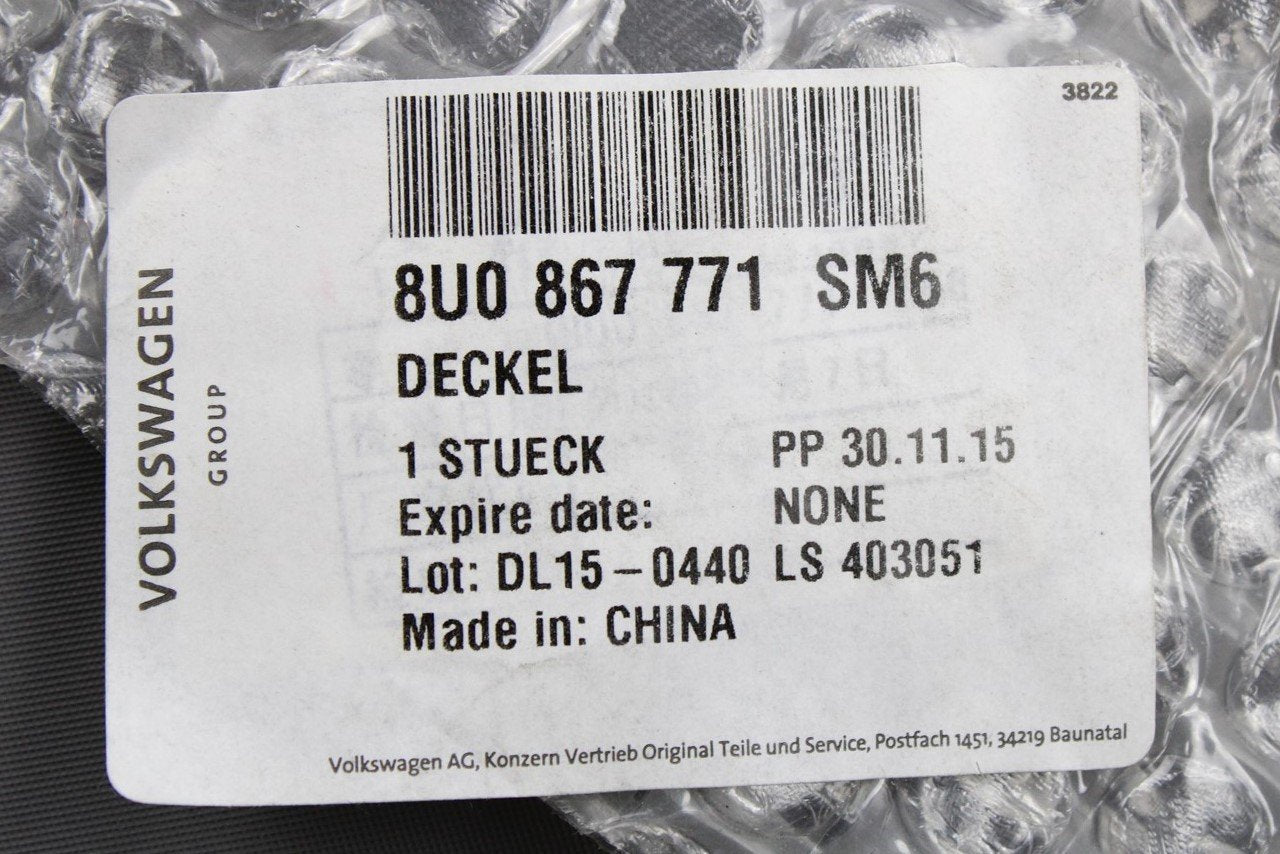 3822
8U0 867 771 SM6
DECKEL
1 STUECK PP 30.11.15
Expire date: NONE
Lot: DL15-0440 LS 403051
Made in: CHINA
VOLKSWAGEN
GROUP
Volkswagen AG, Konzern Vertrieb Original Teile und Service, Postfach 1451, 34219 Baunatal